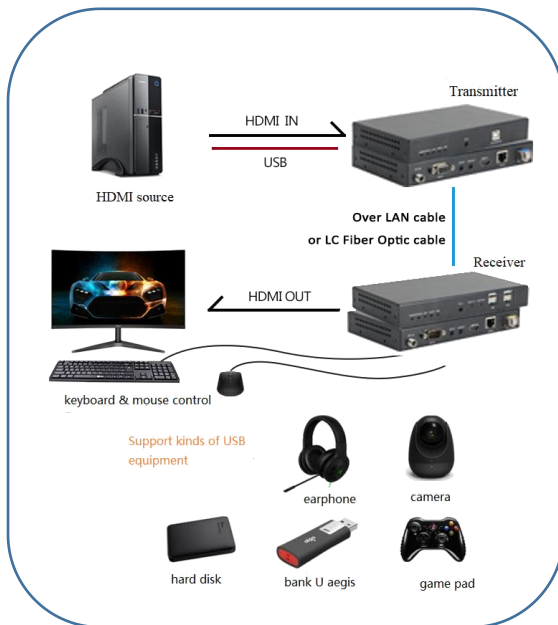 Transmitter
HDMI IN
USB
HDMI source
Over LAN cable
or LC Fiber Optic cable
Receiver
HDMI OUT
keyboard & mouse control
Support kinds of USB
equipment
earphone
camera
hard disk
bank U aegis
game pad